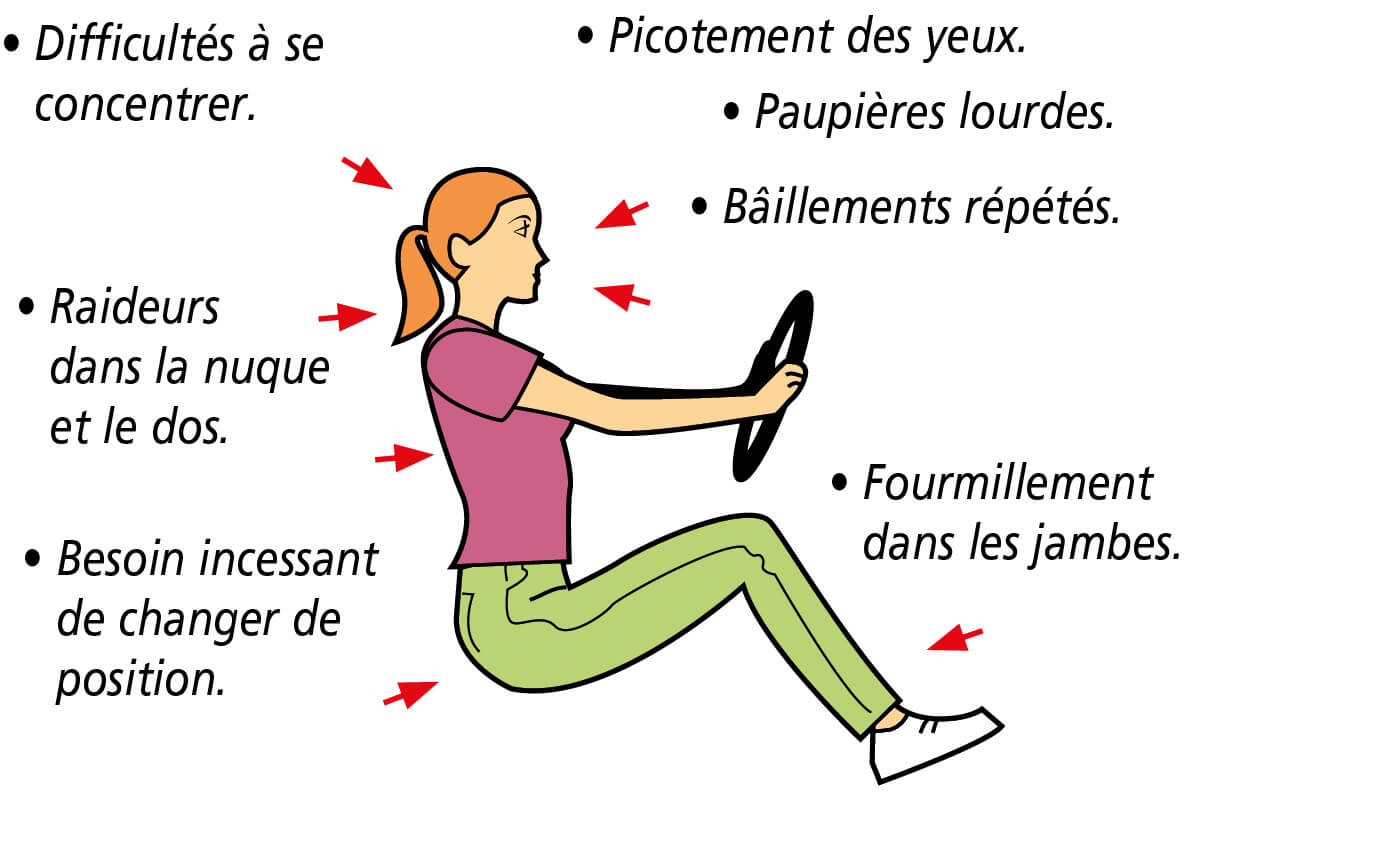 • Difficultés à se
concentrer.
• Picotement des yeux.
• Paupières lourdes.
• Bâillements répétés.
• Raideurs
dans la nuque
et le dos.
• Fourmillement
dans les jambes.
• Besoin incessant
de changer de
position.